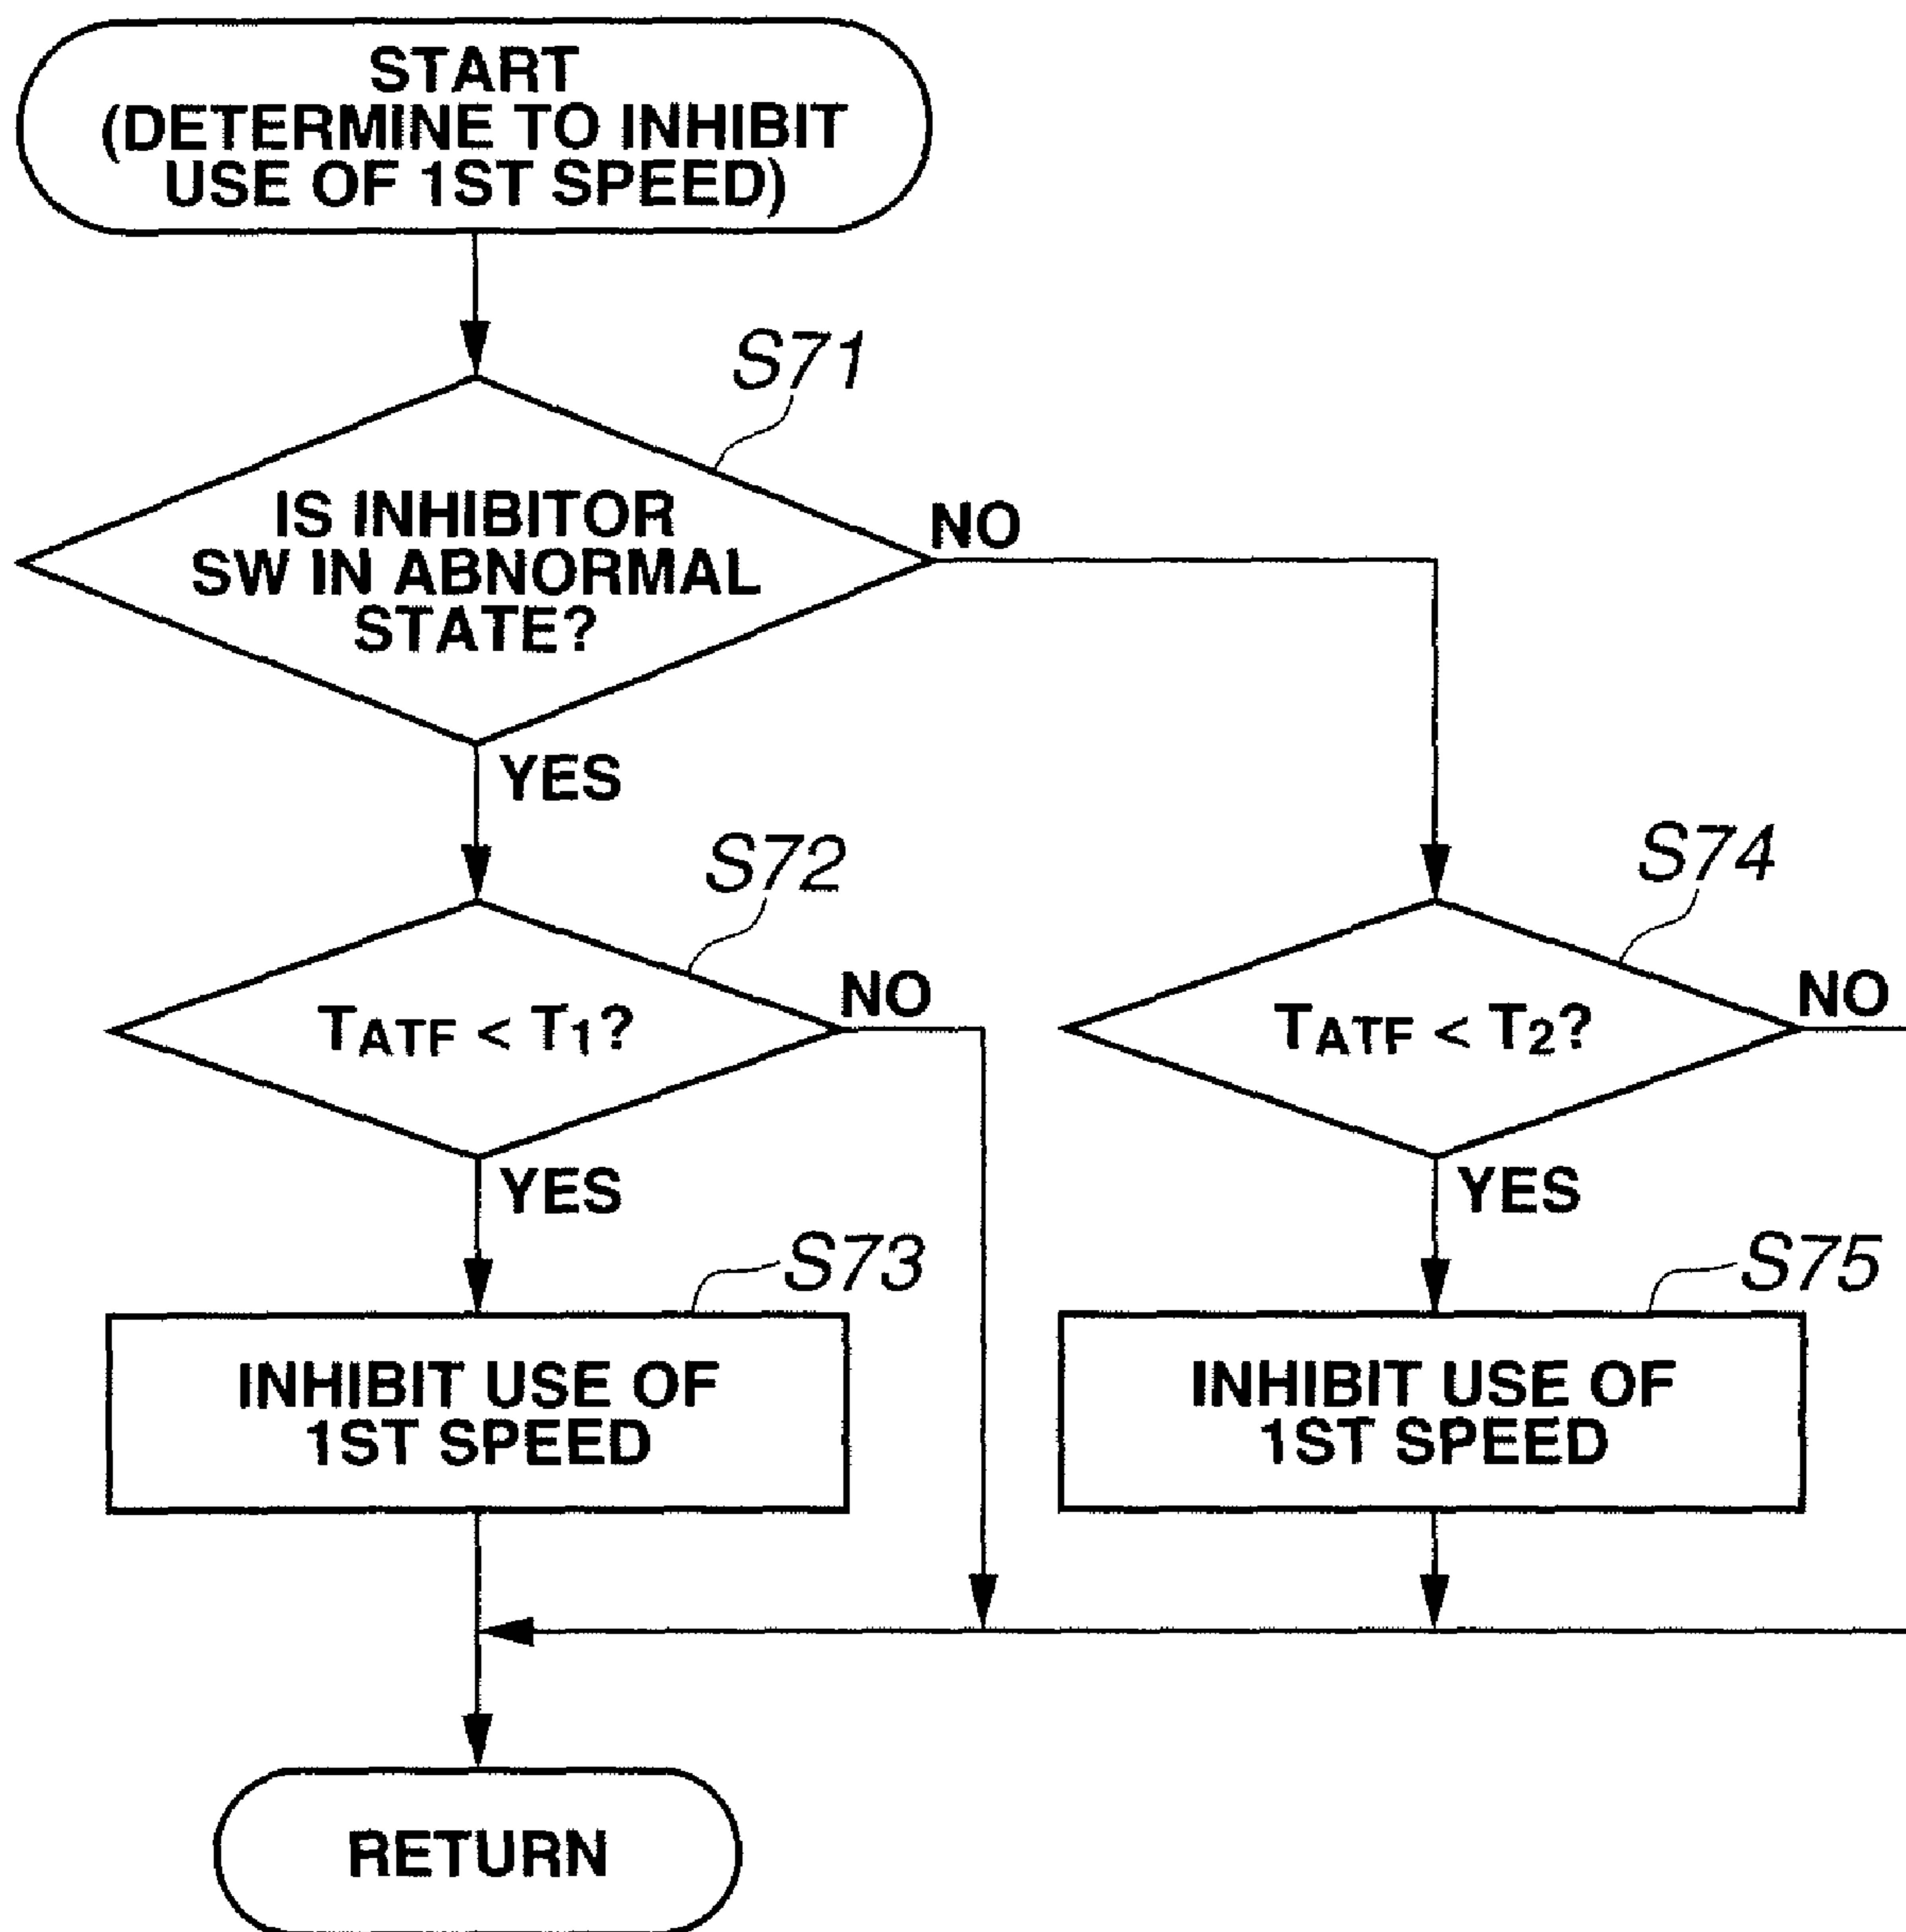 START
(DETERMINE TO INHIBIT
USE OF 1ST SPEED)
S71
IS INHIBITOR
SW IN ABNORMAL
STATE?
NO
YES
S72
TATF < T1?
NO
YES
S74
TATF < T2?
NO
YES
S73
INHIBIT USE OF
1ST SPEED
S75
INHIBIT USE OF
1ST SPEED
RETURN